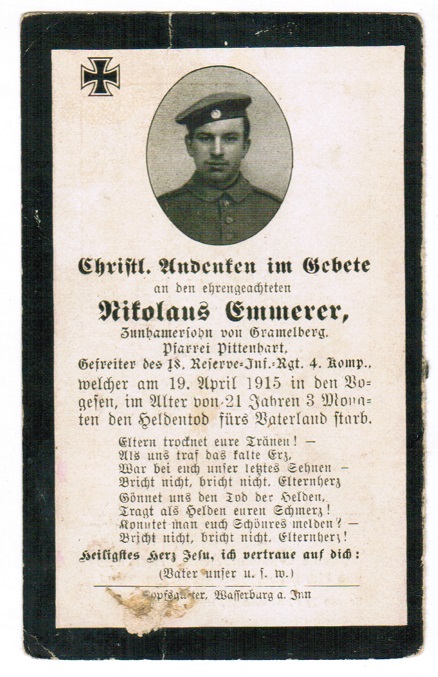 Christl. Andenken im Gebete
an den ehrengeachteten
Nikolaus Emmerer,
Zunhamersohn von Gramelberg.
Pfarrei Pittenhart,
Gefreiter des 18. Reserve-Inf.-Rgt. 4. Komp.,
welcher am 19. April 1915 in den Vo-
gesen, im Alter von 21 Jahren 3 Mona-
ten den Heldentod fürs Vaterland starb.
Eltern trocknet eure Tränen! —
Als uns traf das kalte Erz,
War bei euch unser letztes Sehnen —
Bricht nicht, bricht nicht, Elternherz
Gönnet uns den Tod der Helden,
Tragt als Helden euren Schmerz!
Konntet man euch Schönres melden? —
Bricht nicht, bricht nicht, Elternherz!
Heiligstes Herz Jesu, ich vertraue auf dich:
(Vater unser u. s. w.)
Wasserburg a. Inn